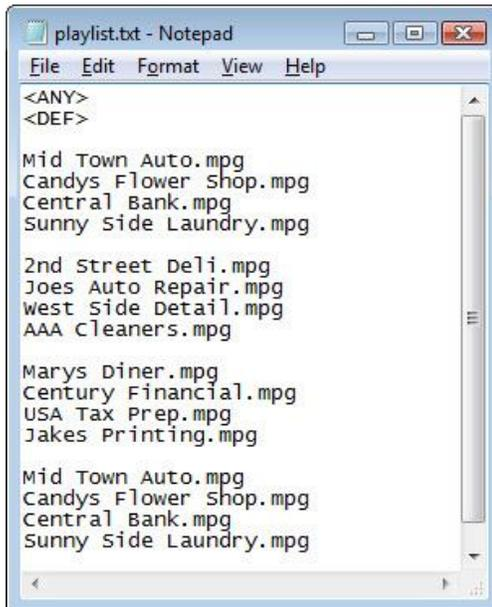 playlist.txt - Notepad
File Edit Format View Help
<ANY>
<DEF>
Mid Town Auto.mpg
Candys Flower Shop.mpg
Central Bank.mpg
Sunny Side Laundry.mpg
2nd Street Deli.mpg
Joes Auto Repair.mpg
West Side Detail.mpg
AAA Cleaners.mpg
Marys Diner.mpg
Century Financial.mpg
USA Tax Prep.mpg
Jakes Printing.mpg
Mid Town Auto.mpg
Candys Flower Shop.mpg
Central Bank.mpg
Sunny Side Laundry.mpg